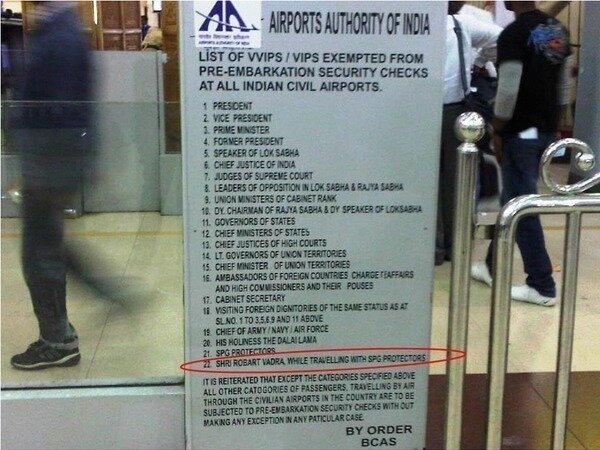 AIRPORTS AUTHORITY OF INDIA
AIRPORTS AUTHORITY OF INDIA
LIST OF VVIPS / VIPS EXEMPTED FROM
PRE-EMBARKATION SECURITY CHECKS
AT ALL INDIAN CIVIL AIRPORTS.
1 PRESIDENT
2. VICE PRESIDENT
3. PRIME MINISTER
4. FORMER PRESIDENT
5. SPEAKER OF LOK SABHA
6. CHIEF JUSTICE OF INDIA
7. JUDGES OF SUPREME COURT
8. LEADERS OF OPPOSITION IN LOK SABHA & RAJYA SABHA
9. UNION MINISTERS OF CABINET RANK
10. DY. CHAIRMAN OF RAJYA SABHA & DY SPEAKER OF LOKSABHA
11. GOVERNORS OF STATES
12. CHIEF MINISTERS OF STATES
13. CHIEF JUSTICES OF HIGH COURTS
14. LT. GOVERNORS OF UNION TERRITORIES
15. CHIEF MINISTER OF UNION TERRITORIES
16. AMBASSADORS OF FOREIGN COUNTRIES CHARGE D'AFFAIRS
AND HIGH COMMISSIONERS AND THEIR POUSES
17. CABINET SECRETARY
18. VISITING FOREIGN DIGNITORIES OF THE SAME STATUS AS AT
SL.NO. 1 TO 3,5,6,9 AND 11 ABOVE
19. CHIEF OF ARMY / NAVY / AIR FORCE
20. HIS HOLINESS THE DALAI LAMA
21. SPG PROTECTORS
22. SHRI ROBART VADRA, WHILE TRAVELLING WITH SPG PROTECTORS
IT IS REITERATED THAT EXCEPT THE CATEGORIES SPECIFIED ABOVE
ALL OTHER CATOGORIES OF PASSENGERS, TRAVELLING BY AIR
THROUGH THE CIVILIAN AIRPORTS IN THE COUNTRY ARE TO BE
SUBJECTED TO PRE-EMBARKATION SECURITY CHECKS WITH OUT
MAKING ANY EXCEPTION IN ANY PATICULAR CASE.
BY ORDER
BCAS